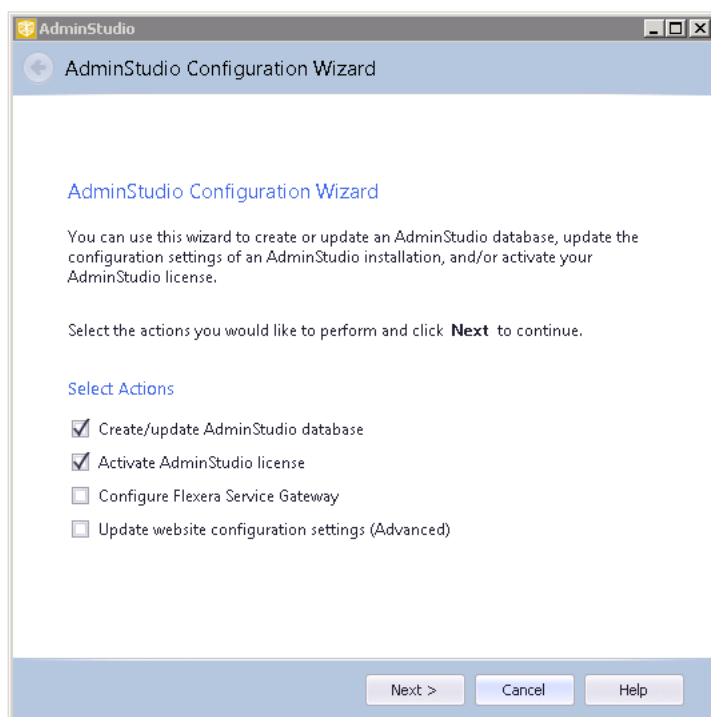 AdminStudio
AdminStudio Configuration Wizard
AdminStudio Configuration Wizard
You can use this wizard to create or update an AdminStudio database, update the
configuration settings of an AdminStudio installation, and/or activate your
AdminStudio license.
Select the actions you would like to perform and click Next to continue.
Select Actions
Create/update AdminStudio database
Activate AdminStudio license
Configure Flexera Service Gateway
Update website configuration settings (Advanced)
Next > Cancel Help